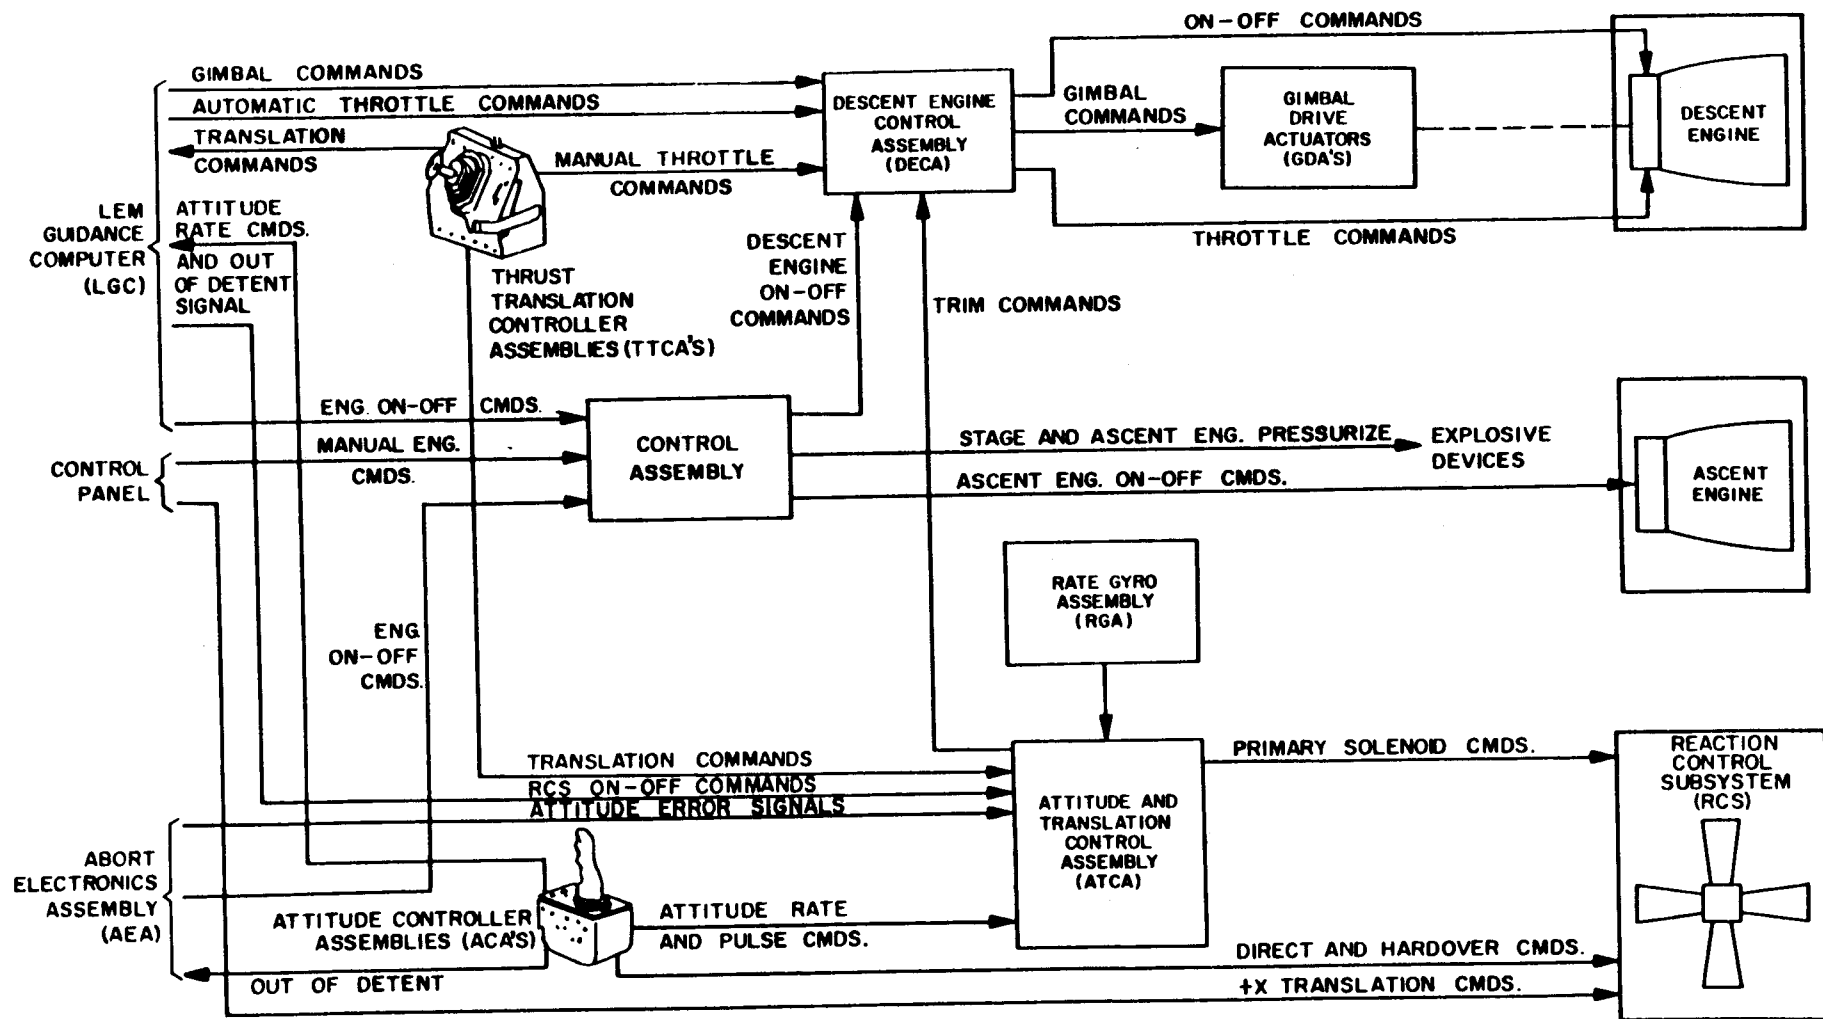 ON-OFF COMMANDS
GIMBAL COMMANDS
AUTOMATIC THROTTLE COMMANDS
TRANSLATION
COMMANDS
MANUAL THROTTLE
COMMANDS
DESCENT ENGINE
CONTROL
ASSEMBLY
(DECA)
GIMBAL
COMMANDS
GIMBAL
DRIVE
ACTUATORS
(GDA'S)
DESCENT
ENGINE
THROTTLE COMMANDS
LEM
GUIDANCE
COMPUTER
(LGC)
ATTITUDE
RATE CMDS.
AND OUT
OF DETENT
SIGNAL
THRUST
TRANSLATION
CONTROLLER
ASSEMBLIES (TTCA'S)
DESCENT
ENGINE
ON-OFF
COMMANDS
TRIM COMMANDS
ENG. ON-OFF CMDS.
MANUAL ENG.
CMDS.
CONTROL
PANEL
CONTROL
ASSEMBLY
STAGE AND ASCENT ENG. PRESSURIZE
EXPLOSIVE
DEVICES
ASCENT ENG. ON-OFF CMDS.
ASCENT
ENGINE
RATE GYRO
ASSEMBLY
(RGA)
ENG.
ON-OFF
CMDS.
TRANSLATION COMMANDS
RCS ON-OFF COMMANDS
ATTITUDE ERROR SIGNALS
ATTITUDE AND
TRANSLATION
CONTROL
ASSEMBLY
(ATCA)
PRIMARY SOLENOID CMDS.
REACTION
CONTROL
SUBSYSTEM
(RCS)
ABORT
ELECTRONICS
ASSEMBLY
(AEA)
ATTITUDE CONTROLLER
ASSEMBLIES (ACA'S)
ATTITUDE RATE
AND PULSE CMDS.
OUT OF DETENT
DIRECT AND HARDOVER CMDS.
+X TRANSLATION CMDS.